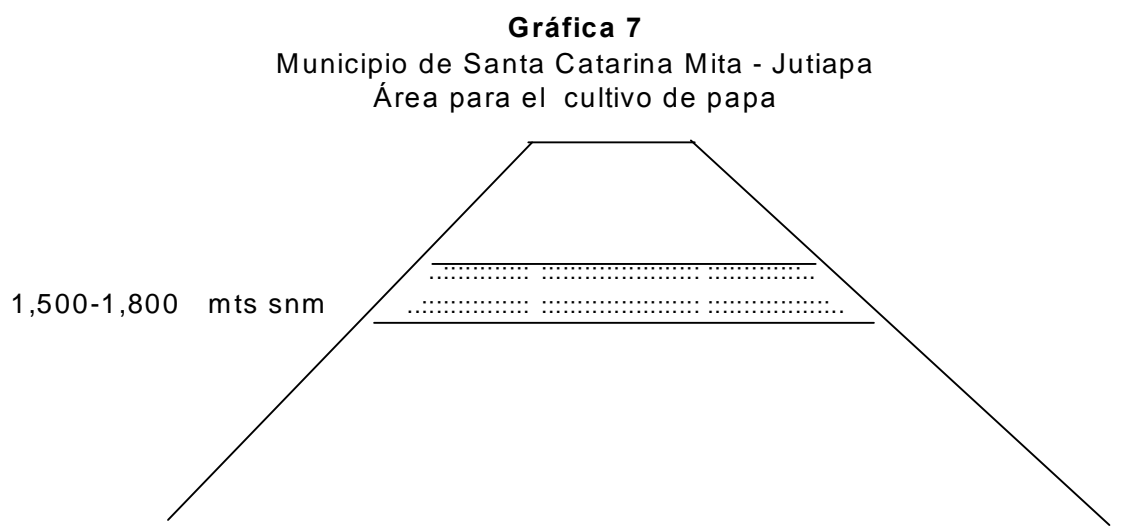 Gráfica 7
Municipio de Santa Catarina Mita - Jutiapa
Área para el cultivo de papa
1,500-1,800 mts snm